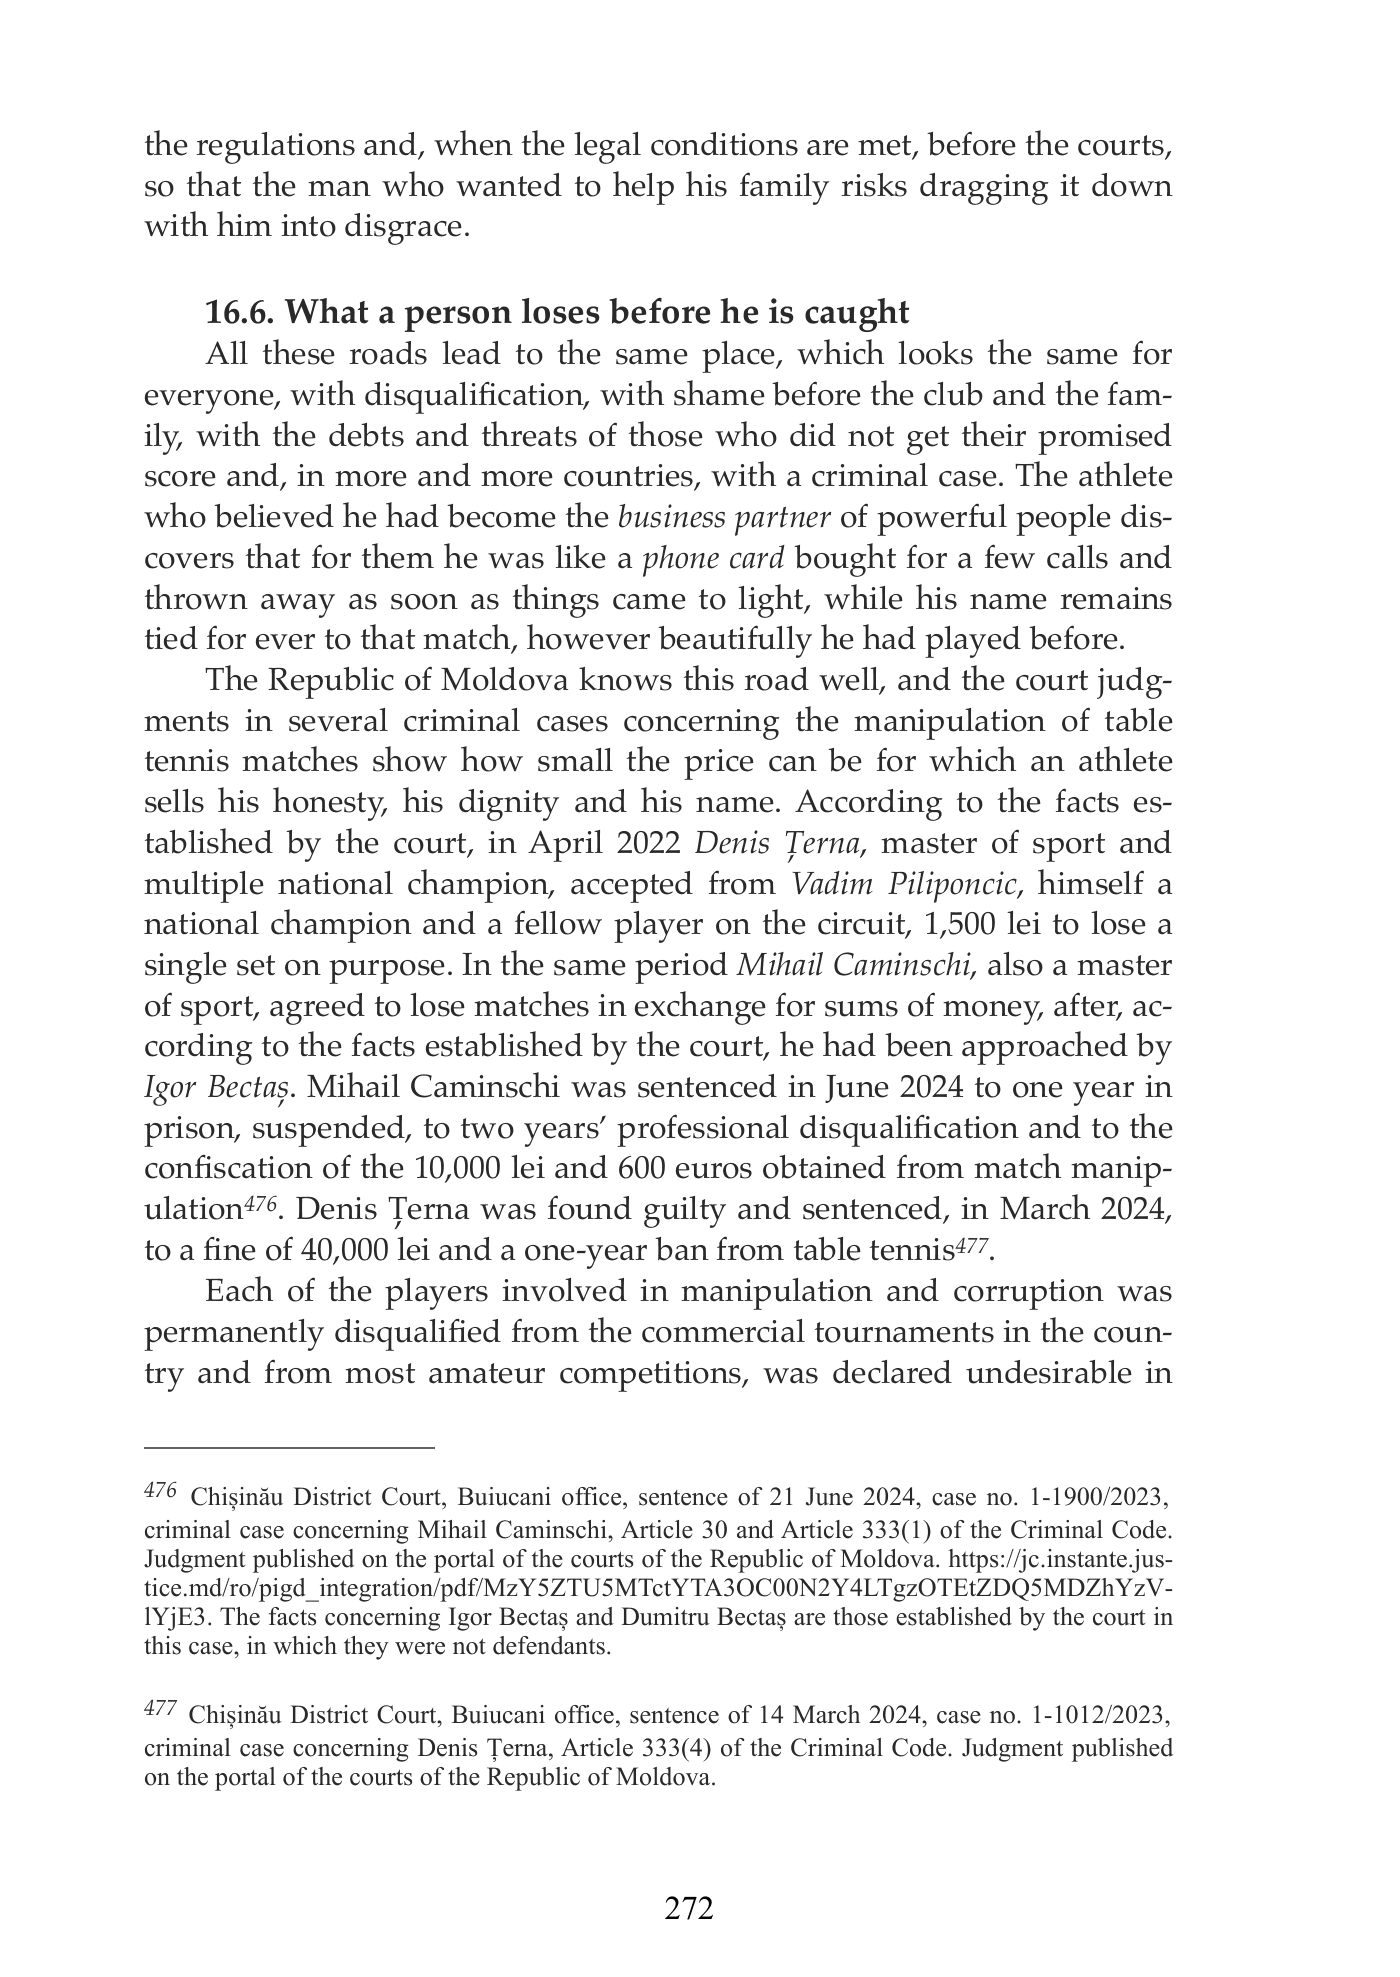 the regulations and, when the legal conditions are met, before the courts,
so that the man who wanted to help his family risks dragging it down
with him into disgrace.
16.6. What a person loses before he is caught
All these roads lead to the same place, which looks the same for
everyone, with disqualification, with shame before the club and the fam-
ily, with the debts and threats of those who did not get their promised
score and, in more and more countries, with a criminal case. The athlete
who believed he had become the business partner of powerful people dis-
covers that for them he was like a phone card bought for a few calls and
thrown away as soon as things came to light, while his name remains
tied for ever to that match, however beautifully he had played before.
The Republic of Moldova knows this road well, and the court judg-
ments in several criminal cases concerning the manipulation of table
tennis matches show how small the price can be for which an athlete
sells his honesty, his dignity and his name. According to the facts es-
tablished by the court, in April 2022 Denis Țerna, master of sport and
multiple national champion, accepted from Vadim Piliponcic, himself a
national champion and a fellow player on the circuit, 1,500 lei to lose a
single set on purpose. In the same period Mihail Caminschi, also a master
of sport, agreed to lose matches in exchange for sums of money, after, ac-
cording to the facts established by the court, he had been approached by
Igor Bectaș. Mihail Caminschi was sentenced in June 2024 to one year in
prison, suspended, to two years’ professional disqualification and to the
confiscation of the 10,000 lei and 600 euros obtained from match manip-
ulation476. Denis Țerna was found guilty and sentenced, in March 2024,
to a fine of 40,000 lei and a one-year ban from table tennis477.
Each of the players involved in manipulation and corruption was
permanently disqualified from the commercial tournaments in the coun-
try and from most amateur competitions, was declared undesirable in
476 Chișinău District Court, Buiucani office, sentence of 21 June 2024, case no. 1-1900/2023,
criminal case concerning Mihail Caminschi, Article 30 and Article 333(1) of the Criminal Code.
Judgment published on the portal of the courts of the Republic of Moldova. https://jc.instante.jus-
tice.md/ro/pigd_integration/pdf/MzY5ZTU5MTctYTA3OC00N2Y4LTgzOTEtZDQ5MDZhYzV-
lYjE3. The facts concerning Igor Bectaș and Dumitru Bectaș are those established by the court in
this case, in which they were not defendants.
477 Chișinău District Court, Buiucani office, sentence of 14 March 2024, case no. 1-1012/2023,
criminal case concerning Denis Țerna, Article 333(4) of the Criminal Code. Judgment published
on the portal of the courts of the Republic of Moldova.
272